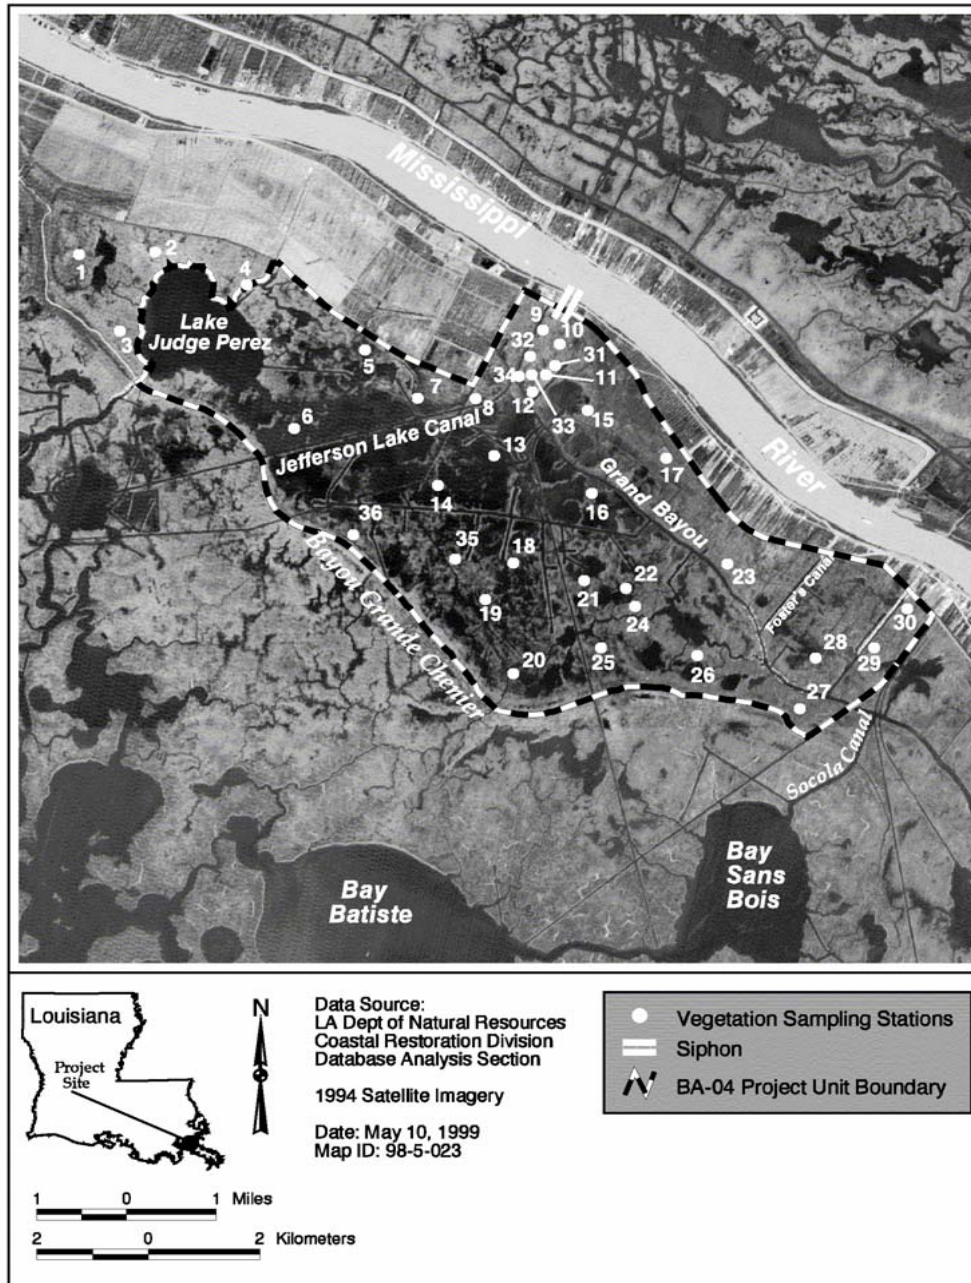 Mississippi
River
1
2
4
Lake
Judge Perez
3
5
6
7
8
9
10
32
31
34
11
12
33
15
Jefferson Lake Canal
13
17
14
16
Grand Bayou
36
35
18
Bayou Grande Chenier
21
22
23
19
24
Foster's Canal
30
20
25
26
28
29
27
Socola Canal
Bay
Batiste
Bay
Sans
Bois
Louisiana
Project
Site
N
Data Source:
LA Dept of Natural Resources
Coastal Restoration Division
Database Analysis Section
1994 Satellite Imagery
Date: May 10, 1999
Map ID: 98-5-023
Vegetation Sampling Stations
Siphon
BA-04 Project Unit Boundary
1 0 1 Miles
2 0 2 Kilometers